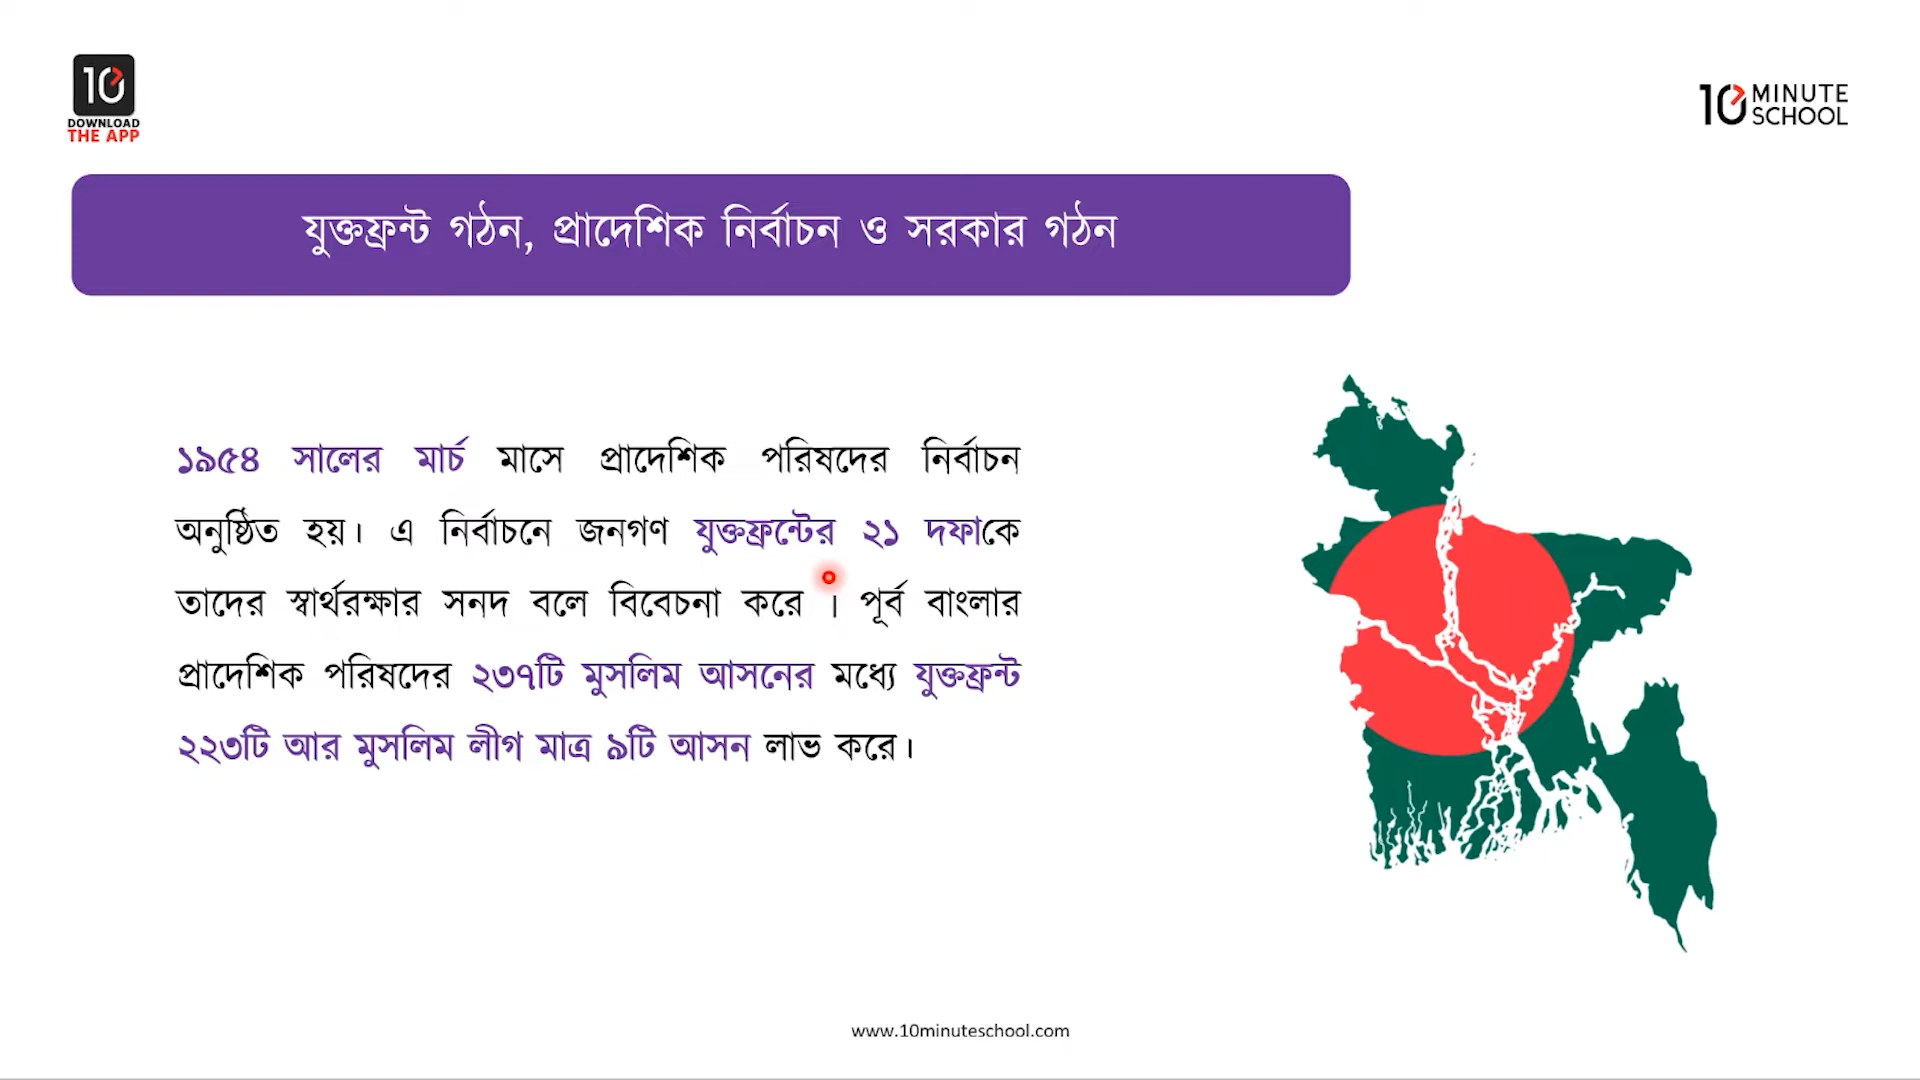 10
DOWNLOAD
THE APP
10 MINUTE
SCHOOL
যুক্তফ্রন্ট গঠন, প্রাদেশিক নির্বাচন ও সরকার গঠন
১৯৫৪ সালের মার্চ মাসে প্রাদেশিক পরিষদের নির্বাচন
অনুষ্ঠিত হয়। এ নির্বাচনে জনগণ যুক্তফ্রন্টের ২১ দফাকে
তাদের স্বার্থরক্ষার সনদ বলে বিবেচনা করে । পূর্ব বাংলার
প্রাদেশিক পরিষদের ২৩৭টি মুসলিম আসনের মধ্যে যুক্তফ্রন্ট
২২৩টি আর মুসলিম লীগ মাত্র ৯টি আসন লাভ করে।
www.10minuteschool.com